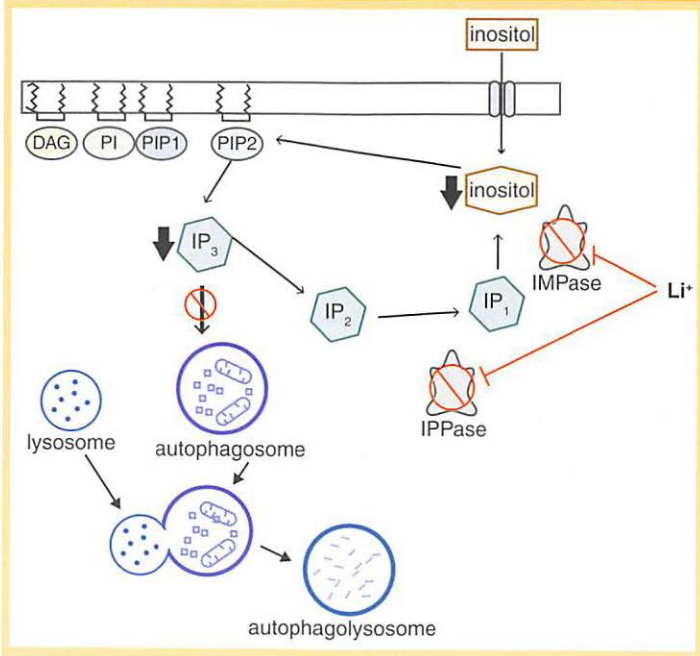 inositol
DAG PI PIP1 PIP2
inositol
IP3
IMPase
Li+
IP2
IP1
IPPase
lysosome
autophagosome
autophagolysosome